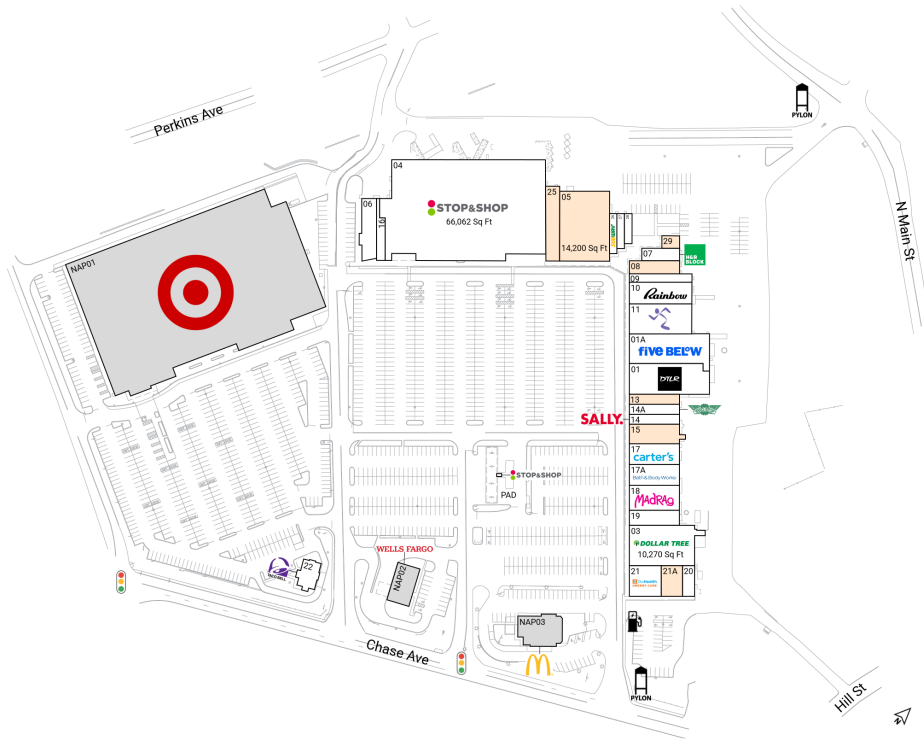 PYLON
Perkins Ave
N Main St
04
STOP&SHOP
66,062 Sq Ft
06
16
25
05
14,200 Sq Ft
29
07
H&R
BLOCK
08
09
10
Rainbow
11
01A
five BELOW
01
DTLR
13
14A
14
SALLY.
15
17
carter's
17A
Bath & Body Works
18
MADRAG
19
03
DOLLAR TREE
10,270 Sq Ft
21
21A
20
NAP01
STOP&SHOP
PAD
WELLS FARGO
NAP02
TACO BELL
22
NAP03
Chase Ave
PYLON
Hill St
N